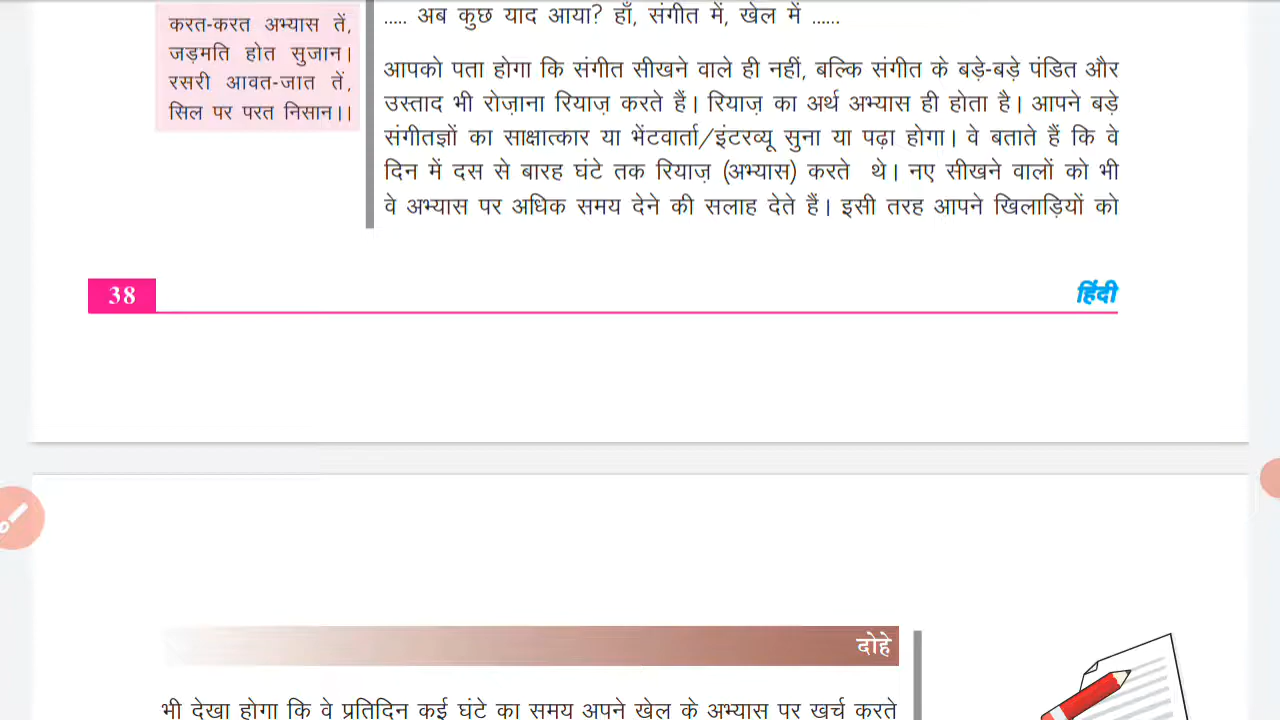 करत-करत अभ्यास तें,
जड़मति होत सुजान।
रसरी आवत-जात तें,
सिल पर परत निसान।।
..... अब कुछ याद आया? हाँ, संगीत में, खेल में ......
आपको पता होगा कि संगीत सीखने वाले ही नहीं, बल्कि संगीत के बड़े-बड़े पंडित और
उस्ताद भी रोज़ाना रियाज़ करते हैं। रियाज़ का अर्थ अभ्यास ही होता है। आपने बड़े
संगीतज्ञों का साक्षात्कार या भेंटवार्ता/इंटरव्यू सुना या पढ़ा होगा। वे बताते हैं कि वे
दिन में दस से बारह घंटे तक रियाज़ (अभ्यास) करते थे। नए सीखने वालों को भी
वे अभ्यास पर अधिक समय देने की सलाह देते हैं। इसी तरह आपने खिलाड़ियों को
38
हिंदी
दोहे
भी देखा होगा कि वे प्रतिदिन कई घंटे का समय अपने खेल के अभ्यास पर खर्च करते